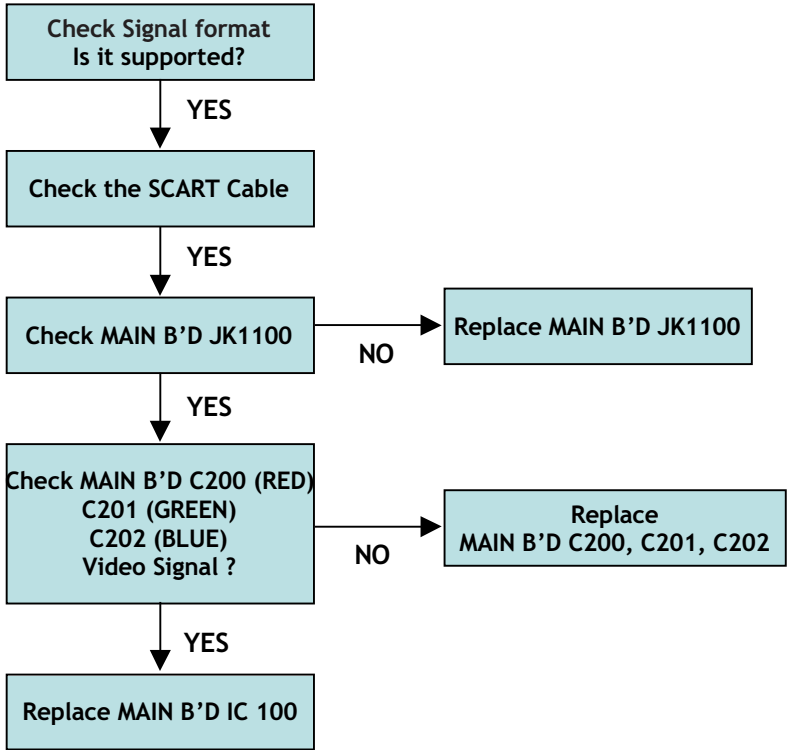 Check Signal format
Is it supported?
YES
Check the SCART Cable
YES
Check MAIN B’D JK1100
NO
Replace MAIN B’D JK1100
YES
Check MAIN B’D C200 (RED)
C201 (GREEN)
C202 (BLUE)
Video Signal ?
NO
Replace
MAIN B’D C200, C201, C202
YES
Replace MAIN B’D IC 100